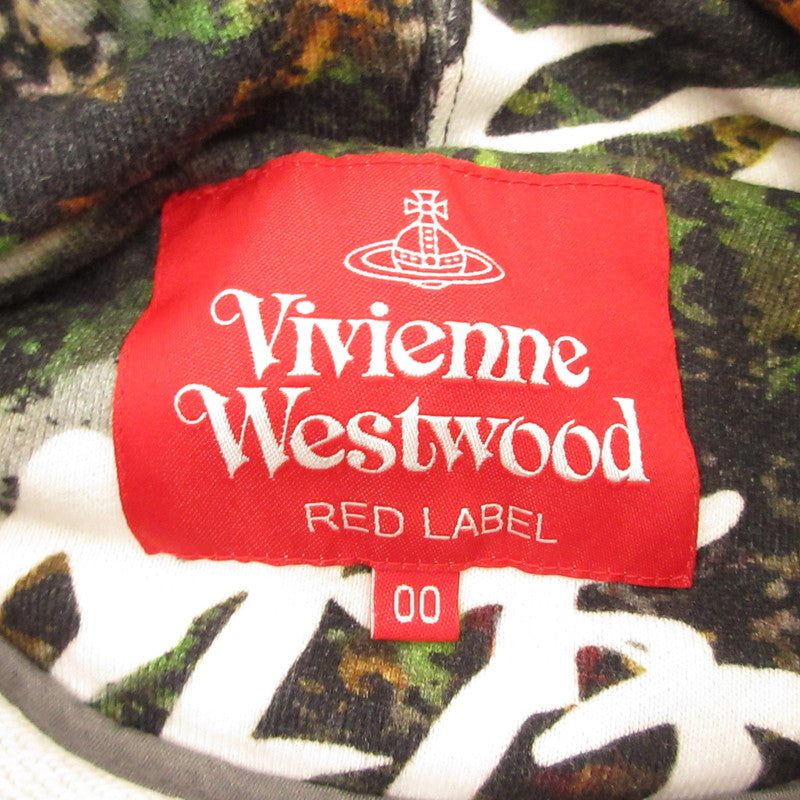 Vivienne
Westwood
RED LABEL
00